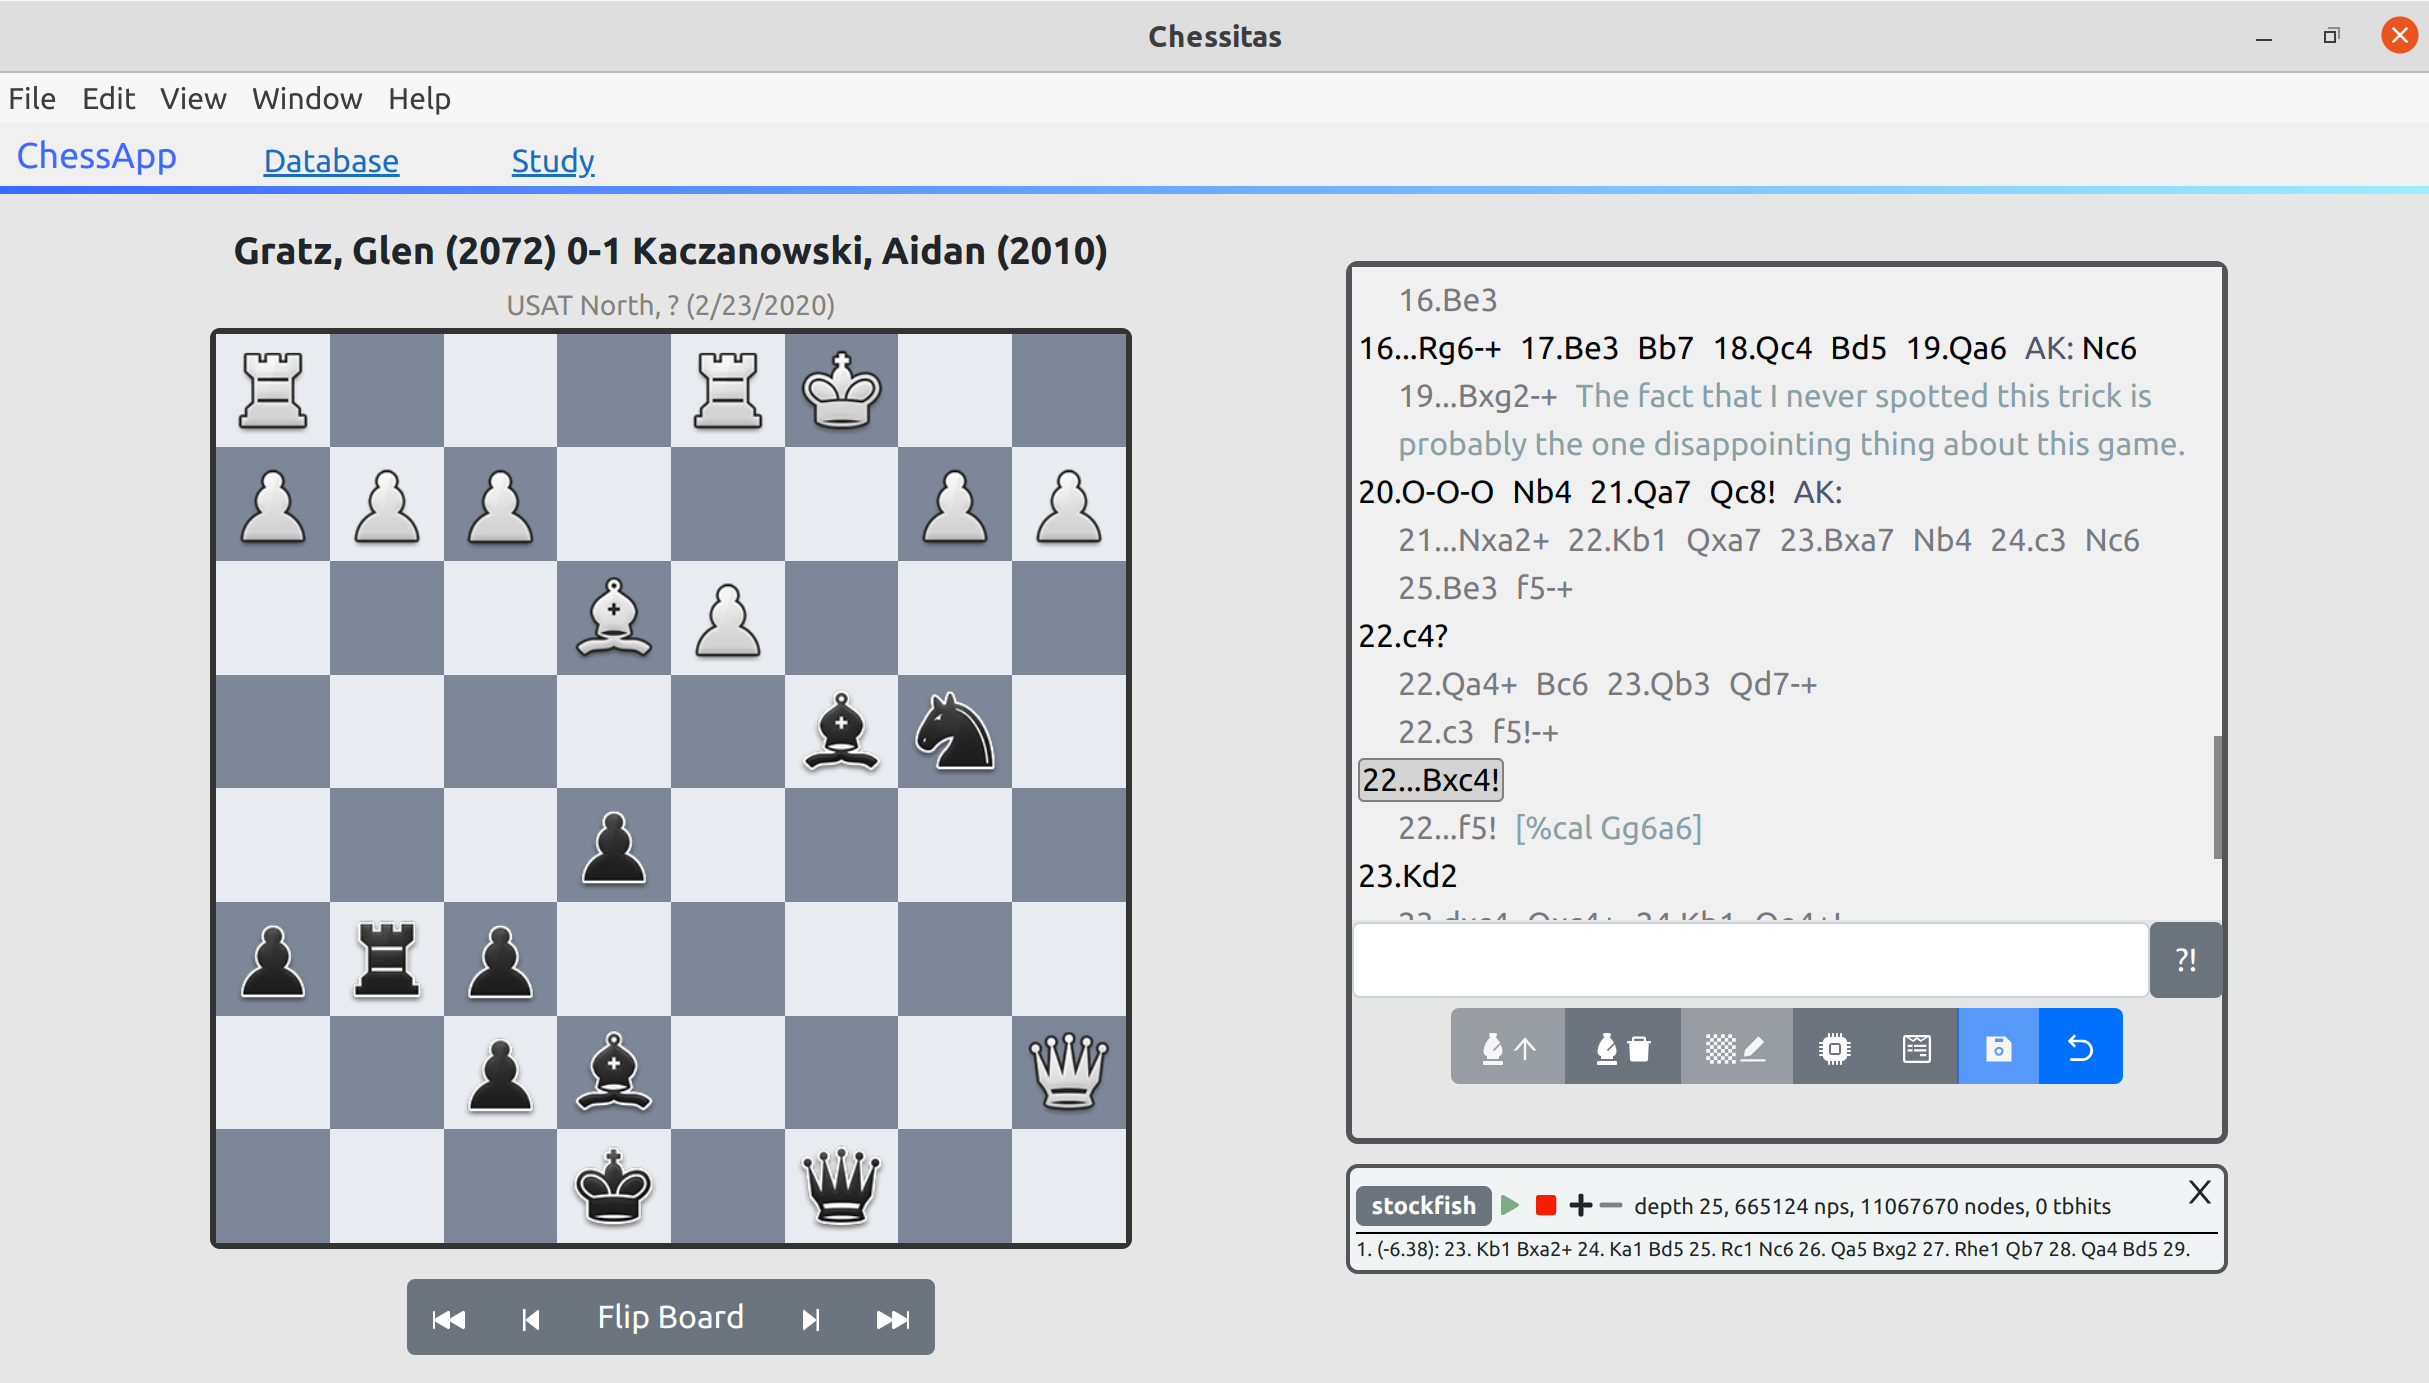 Chessitas
File Edit View Window Help
ChessApp Database Study
Gratz, Glen (2072) 0-1 Kaczanowski, Aidan (2010)
USAT North, ? (2/23/2020)
16.Be3
16...Rg6-+ 17.Be3 Bb7 18.Qc4 Bd5 19.Qa6 AK: Nc6
19...Bxg2-+ The fact that I never spotted this trick is
probably the one disappointing thing about this game.
20.O-O-O Nb4 21.Qa7 Qc8! AK:
21...Nxa2+ 22.Kb1 Qxa7 23.Bxa7 Nb4 24.c3 Nc6
25.Be3 f5-+
22.c4?
22.Qa4+ Bc6 23.Qb3 Qd7-+
22.c3 f5!-+
22...Bxc4!
22...f5! [%cal Gg6a6]
23.Kd2
?!
Flip Board
stockfish depth 25, 665124 nps, 11067670 nodes, 0 tbhits X
1. (-6.38): 23. Kb1 Bxa2+ 24. Ka1 Bd5 25. Rc1 Nc6 26. Qa5 Bxg2 27. Rhe1 Qb7 28. Qa4 Bd5 29.